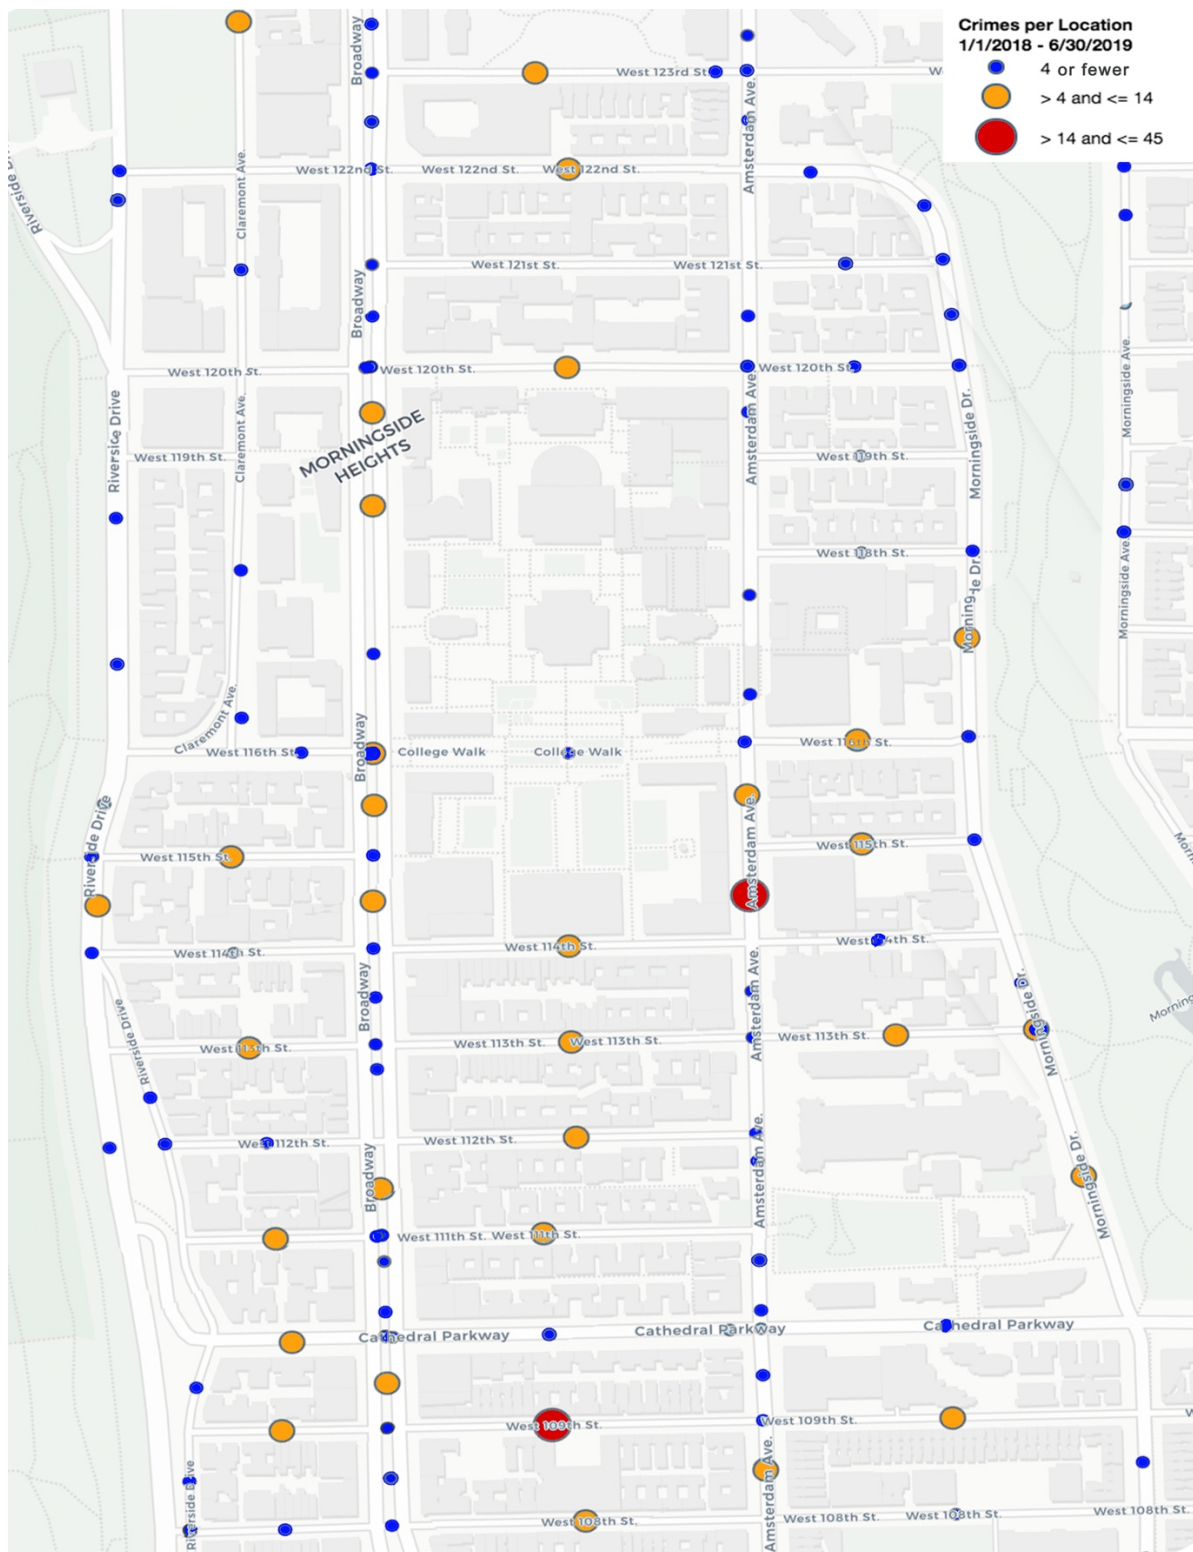 Crimes per Location
1/1/2018 - 6/30/2019
4 or fewer
> 4 and <= 14
> 14 and <= 45
Broadway
West 123rd St.
W
Amsterdam Ave.
Riverside Dr
Claremont Ave.
West 122nd St.
West 122nd St.
West 122nd St.
West 121st St.
West 121st St.
Broadway
West 120th St.
West 120th St.
West 120th St.
Riverside Drive
Claremont Ave.
MORNINGSIDE
HEIGHTS
Amsterdam Ave.
Morningside Dr.
Morningside Ave.
West 119th St.
West 119th St.
West 118th St.
Morningside Dr.
Morningside Ave.
Claremont Ave.
West 116th St.
Broadway
College Walk
College Walk
West 116th St.
Riverside Drive
Amsterdam Ave.
Morn
West 115th St.
West 115th St.
West 114th St.
West 114th St.
West 114th St.
Riverside Drive
Broadway
Amsterdam Ave.
Morningside Dr.
Morning
West 113th St.
West 113th St.
West 113th St.
West 113th St.
West 112th St.
West 112th St.
Broadway
Amsterdam Ave.
Morningside Dr.
West 111th St.
West 111th St.
Cathedral Parkway
Cathedral Parkway
Cathedral Parkway
West 109th St.
West 109th St.
W
Riverside Drive
Amsterdam Ave.
West 108th St.
West 108th St.
West 108th St.
West 108th St.